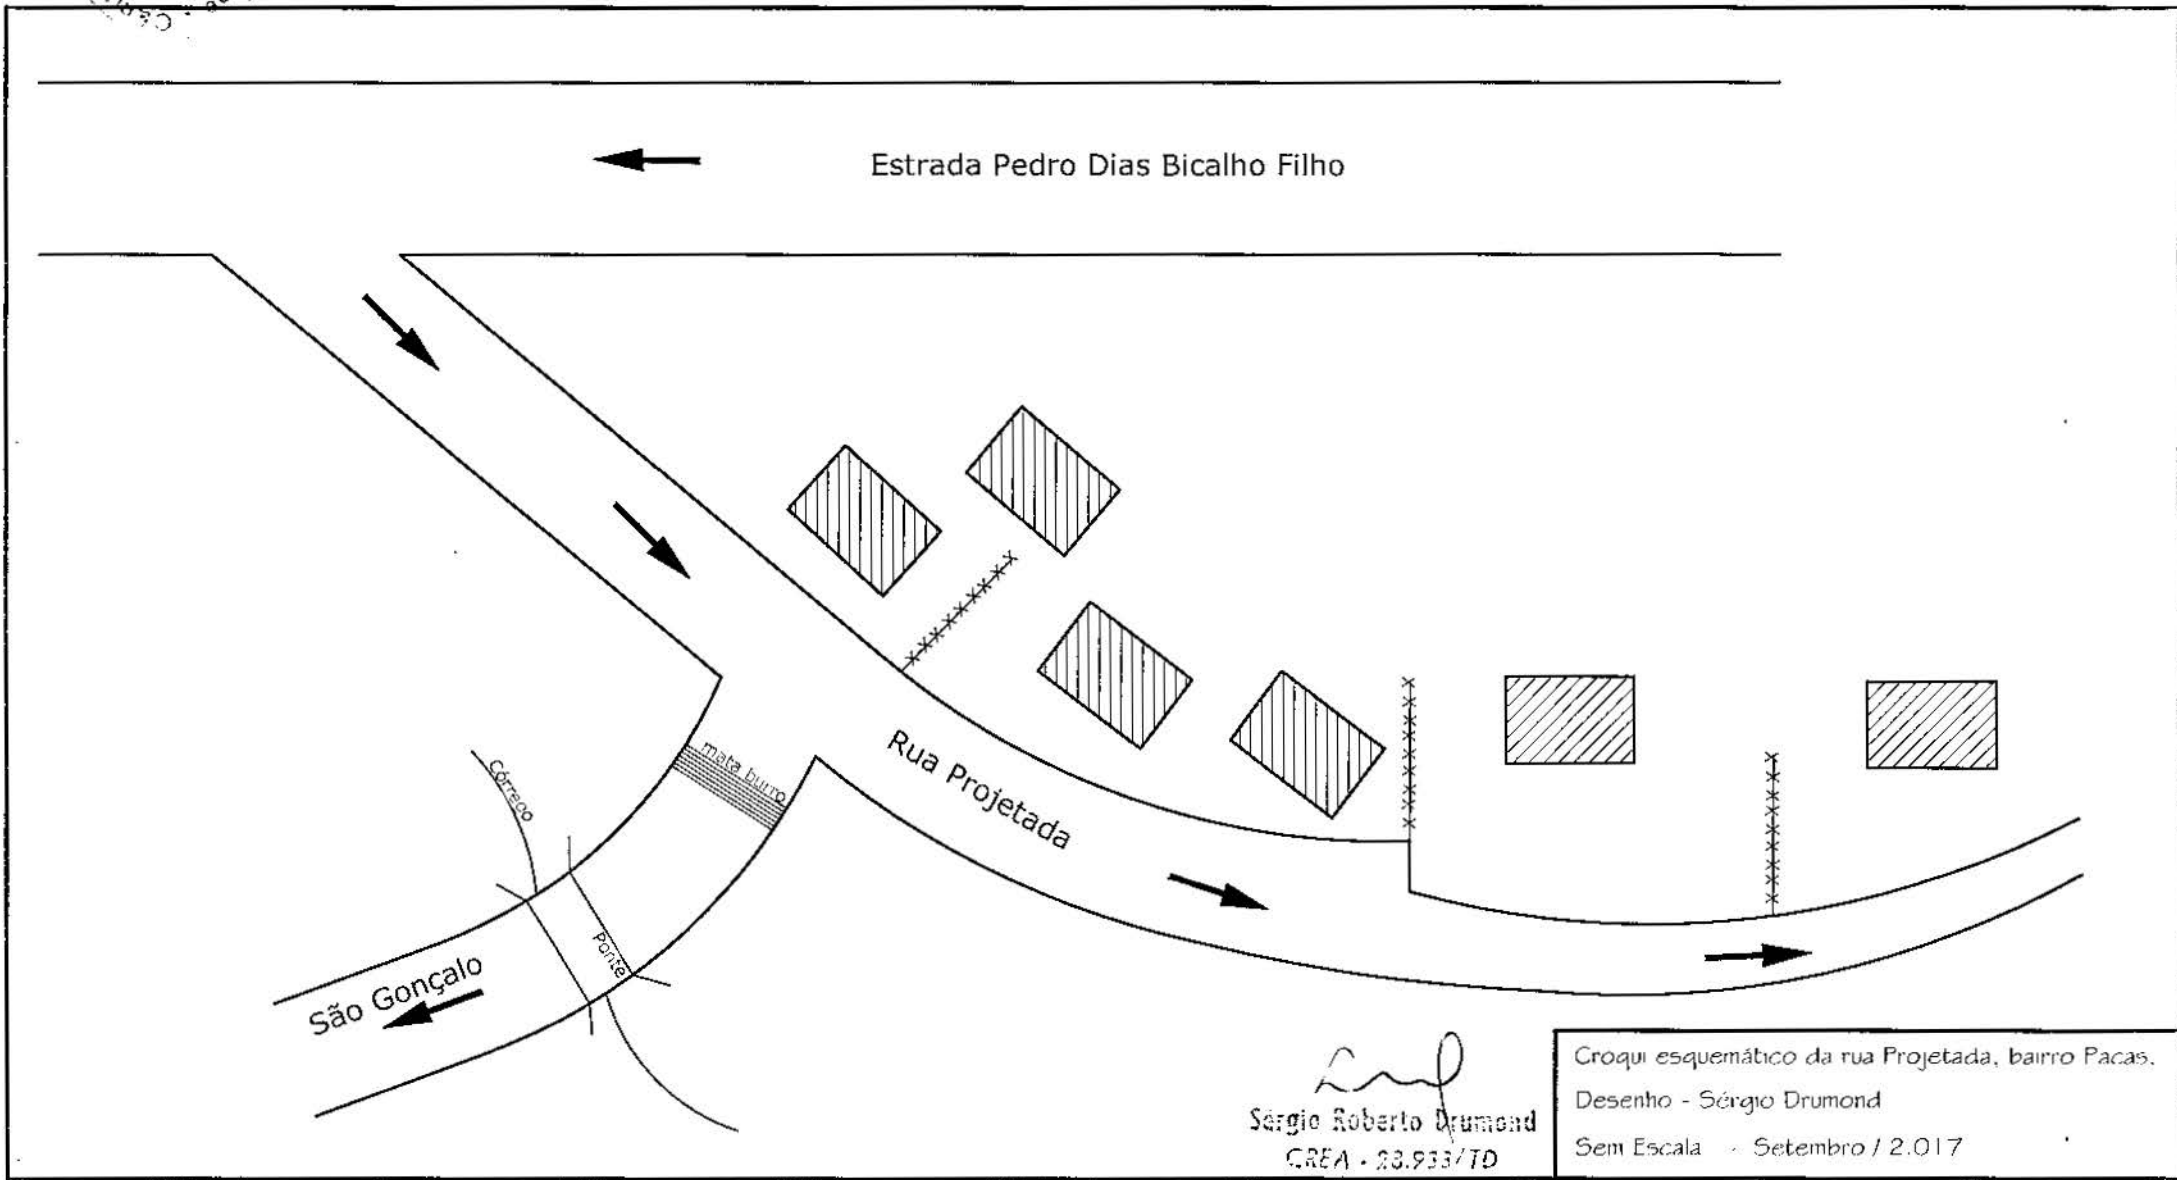 Estrada Pedro Dias Bicalho Filho
mata burro
Rua Projetada
Córrego
Ponte
São Gonçalo
Sérgio Roberto Drumond
CREA - 28.933/TD
Croqui esquemático da rua Projetada, bairro Pacas.
Desenho - Sérgio Drumond
Sem Escala - Setembro / 2.017